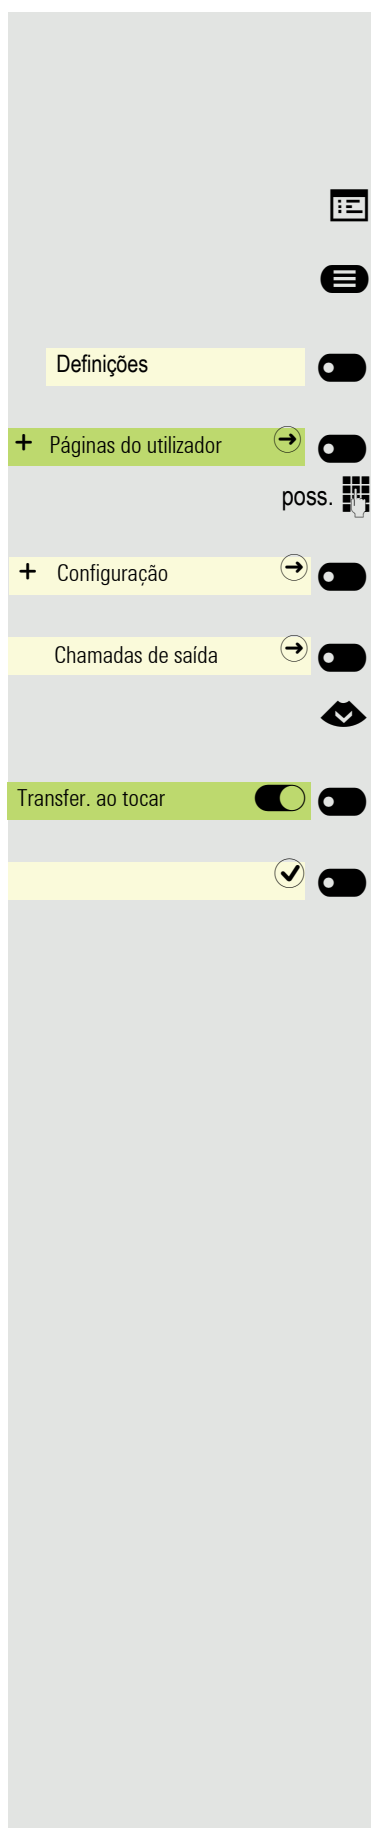 Definições
+ Páginas do utilizador
poss.
+ Configuração
Chamadas de saída
Transfer. ao tocar